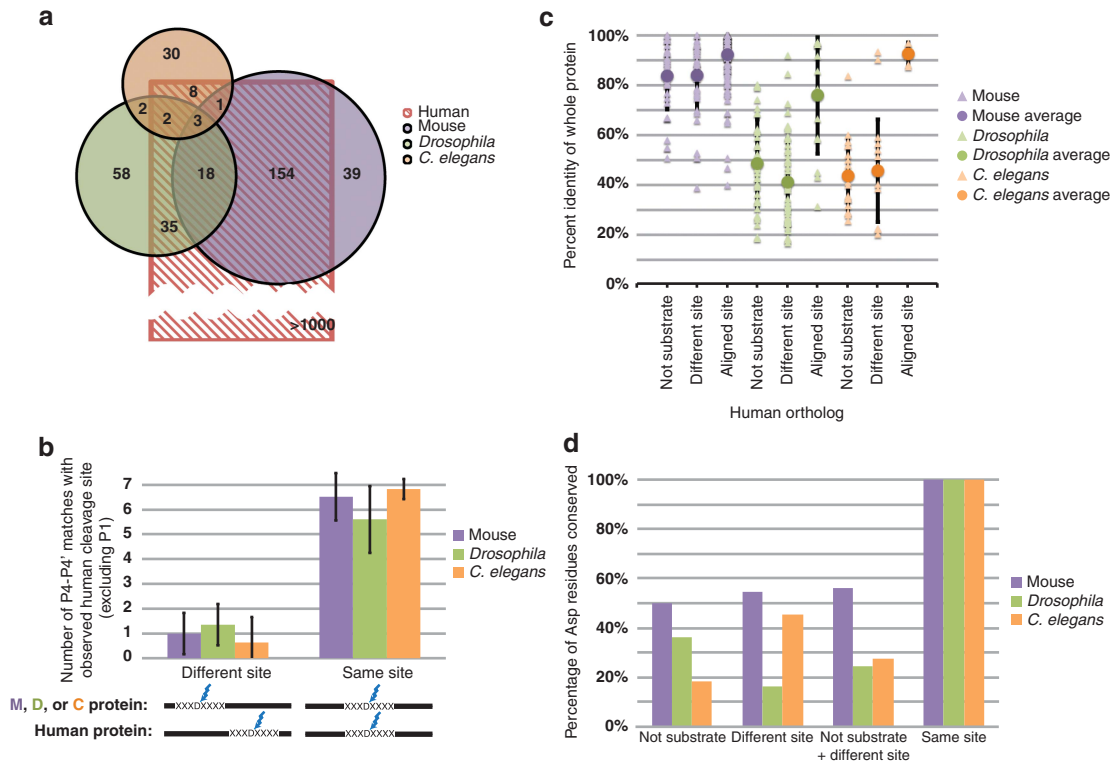 a
30
8
1
2
2
3
58
18
154
39
35
>1000
Human
Mouse
Drosophila
C. elegans
b
Number of P4-P4' matches with
observed human cleavage site
(excluding P1)
7
6
5
4
3
2
1
0
Different site
Same site
Mouse
Drosophila
C. elegans
M, D, or C protein:
XXXDXXXX
XXXDXXXX
Human protein:
XXXDXXXX
XXXDXXXX
c
Percent identity of whole protein
100%
80%
60%
40%
20%
0%
Not substrate
Different site
Aligned site
Not substrate
Different site
Aligned site
Not substrate
Different site
Aligned site
Human ortholog
Mouse
Mouse average
Drosophila
Drosophila average
C. elegans
C. elegans average
d
Percentage of Asp residues conserved
100%
80%
60%
40%
20%
0%
Not substrate
Different site
Not substrate
+ different site
Same site
Mouse
Drosophila
C. elegans